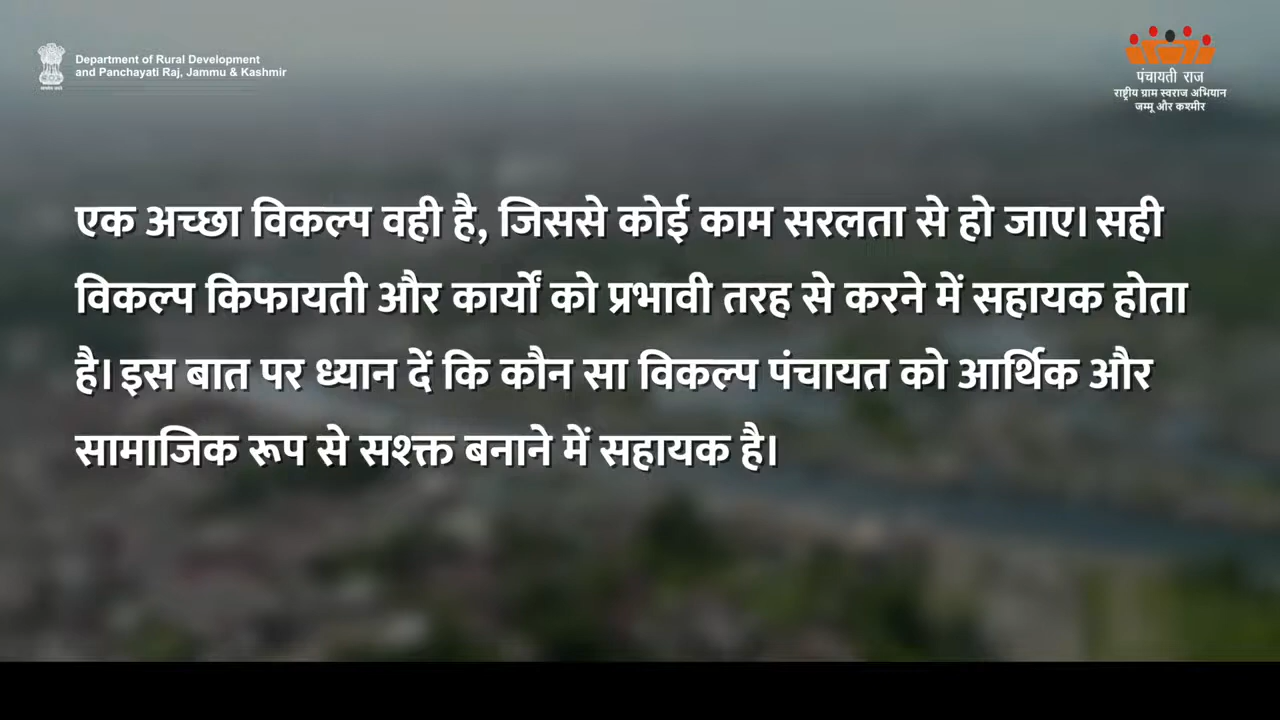 Department of Rural Development
and Panchayati Raj, Jammu & Kashmir
पंचायती राज
राष्ट्रीय ग्राम स्वराज अभियान
जम्मू और कश्मीर
एक अच्छा विकल्प वही है, जिससे कोई काम सरलता से हो जाए। सही
विकल्प किफायती और कार्यों को प्रभावी तरह से करने में सहायक होता
है। इस बात पर ध्यान दें कि कौन सा विकल्प पंचायत को आर्थिक और
सामाजिक रूप से सश्क्त बनाने में सहायक है।